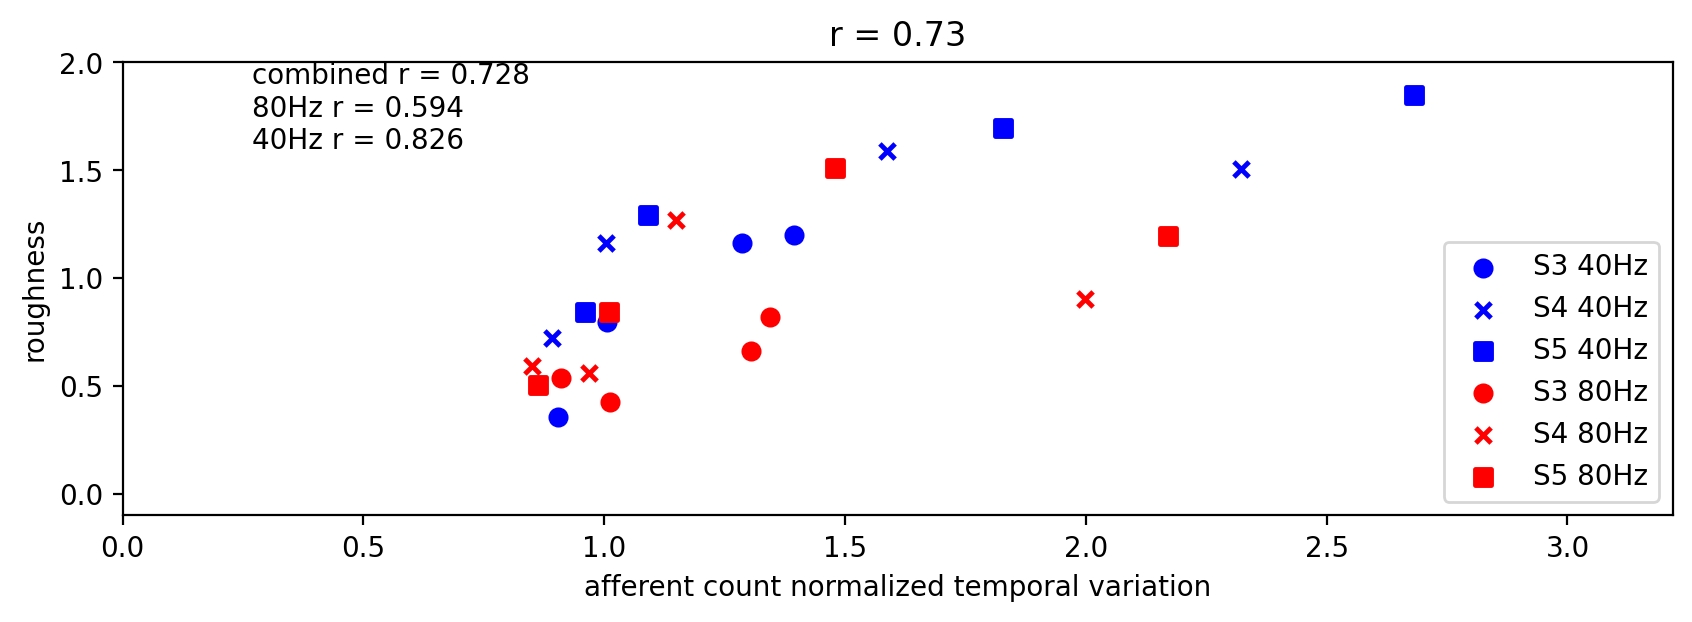 r = 0.73
combined r = 0.728
80Hz r = 0.594
40Hz r = 0.826
2.0
1.5
1.0
0.5
0.0
roughness
S3 40Hz
S4 40Hz
S5 40Hz
S3 80Hz
S4 80Hz
S5 80Hz
0.0 0.5 1.0 1.5 2.0 2.5 3.0
afferent count normalized temporal variation